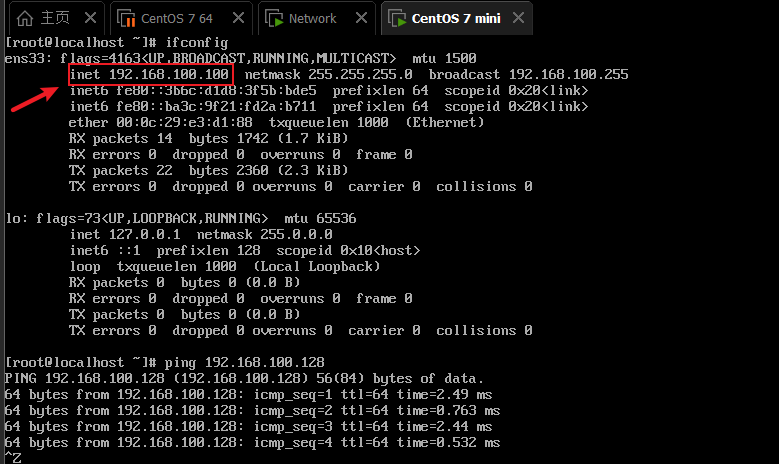 主页 CentOS 7 64 Network CentOS 7 mini
[root@localhost ~]# ifconfig
ens33: flags=4163<UP,BROADCAST,RUNNING,MULTICAST>  mtu 1500
        inet 192.168.100.100  netmask 255.255.255.0  broadcast 192.168.100.255
        inet6 fe80::3b6c:d1d8:3f5b:bde5  prefixlen 64  scopeid 0x20<link>
        inet6 fe80::ba3c:9f21:fd2a:b711  prefixlen 64  scopeid 0x20<link>
        ether 00:0c:29:e3:d1:88  txqueuelen 1000  (Ethernet)
        RX packets 14  bytes 1742 (1.7 KiB)
        RX errors 0  dropped 0  overruns 0  frame 0
        TX packets 22  bytes 2360 (2.3 KiB)
        TX errors 0  dropped 0 overruns 0  carrier 0  collisions 0
lo: flags=73<UP,LOOPBACK,RUNNING>  mtu 65536
        inet 127.0.0.1  netmask 255.0.0.0
        inet6 ::1  prefixlen 128  scopeid 0x10<host>
        loop  txqueuelen 1000  (Local Loopback)
        RX packets 0  bytes 0 (0.0 B)
        RX errors 0  dropped 0  overruns 0  frame 0
        TX packets 0  bytes 0 (0.0 B)
        TX errors 0  dropped 0 overruns 0  carrier 0  collisions 0
[root@localhost ~]# ping 192.168.100.128
PING 192.168.100.128 (192.168.100.128) 56(84) bytes of data.
64 bytes from 192.168.100.128: icmp_seq=1 ttl=64 time=2.49 ms
64 bytes from 192.168.100.128: icmp_seq=2 ttl=64 time=0.763 ms
64 bytes from 192.168.100.128: icmp_seq=3 ttl=64 time=2.44 ms
64 bytes from 192.168.100.128: icmp_seq=4 ttl=64 time=0.532 ms
^Z